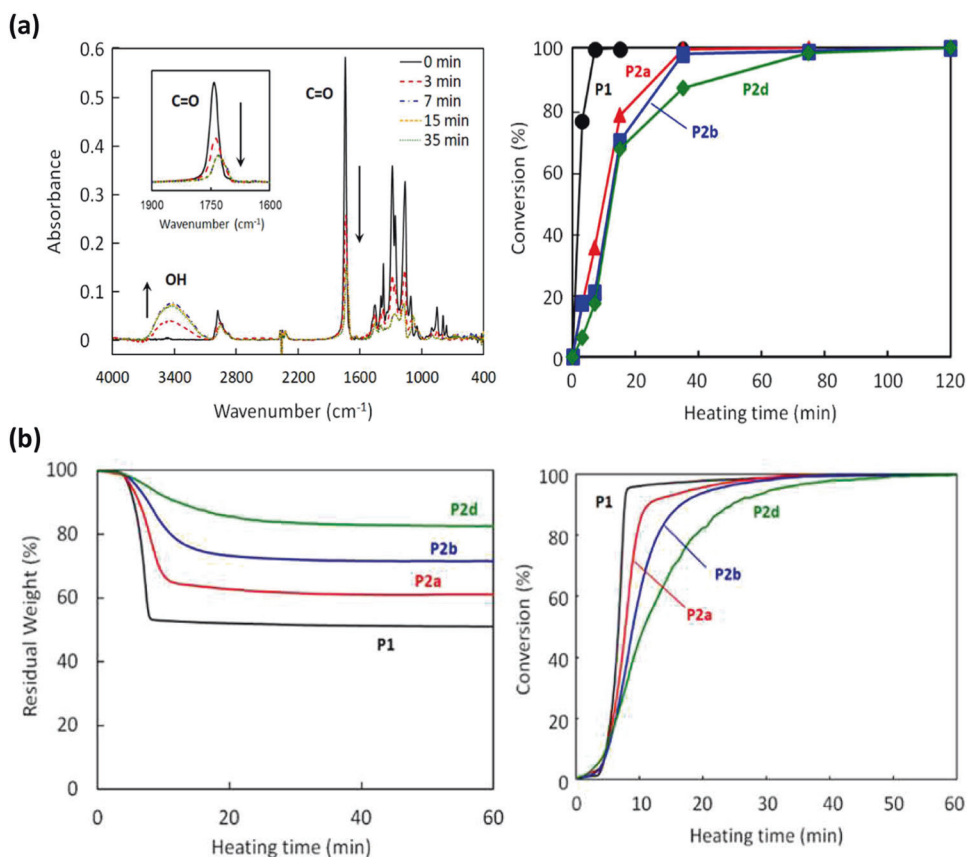 (a)
0.6
0.5
0.4
0.3
0.2
0.1
0
Absorbance
4000 3400 2800 2200 1600 1000 400
Wavenumber (cm-1)
C=O
1900 1750 1600
Wavenumber (cm-1)
OH
C=O
0 min
3 min
7 min
15 min
35 min
100
80
60
40
20
0
Conversion (%)
P1
P2a
P2b
P2d
0 20 40 60 80 100 120
Heating time (min)
(b)
100
80
60
40
20
0
Residual Weight (%)
P2d
P2b
P2a
P1
0 20 40 60
Heating time (min)
100
80
60
40
20
0
Conversion (%)
P1
P2d
P2b
P2a
0 10 20 30 40 50 60
Heating time (min)